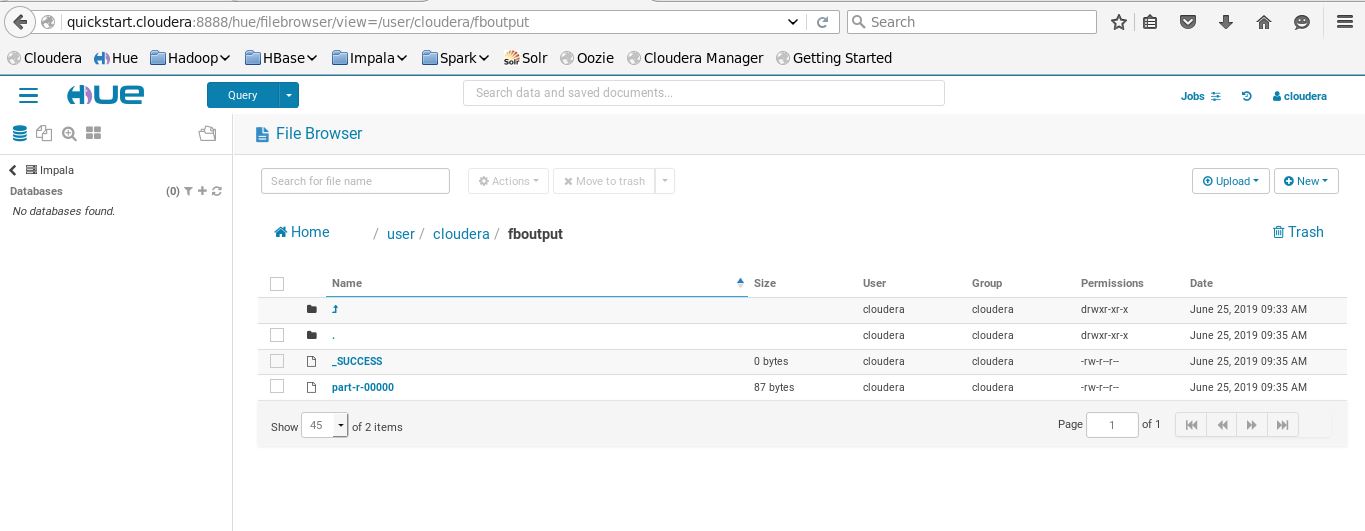 quickstart.cloudera:8888/hue/filebrowser/view=/user/cloudera/fboutput
Search
Cloudera Hue Hadoop HBase Impala Spark Solr Oozie Cloudera Manager Getting Started
HUE Query Search data and saved documents... Jobs cloudera
File Browser
Impala
Databases (0)
No databases found.
Search for file name Actions Move to trash Upload New
Home / user / cloudera / fboutput Trash
Name Size User Group Permissions Date
cloudera cloudera drwxr-xr-x June 25, 2019 09:33 AM
. cloudera cloudera drwxr-xr-x June 25, 2019 09:35 AM
_SUCCESS 0 bytes cloudera cloudera -rw-r--r-- June 25, 2019 09:35 AM
part-r-00000 87 bytes cloudera cloudera -rw-r--r-- June 25, 2019 09:35 AM
Show 45 of 2 items Page 1 of 1